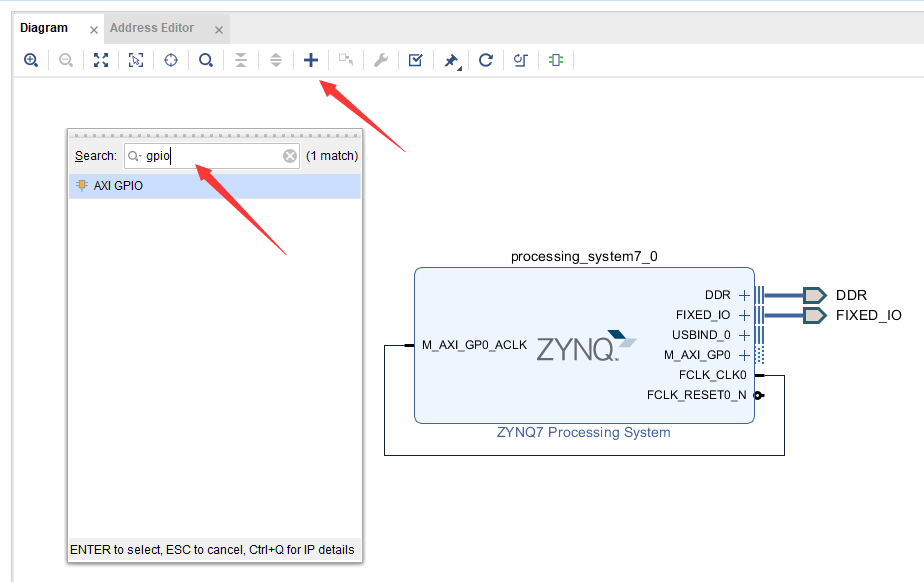 Diagram
Address Editor
Search: gpio (1 match)
AXI GPIO
ENTER to select, ESC to cancel, Ctrl+Q for IP details
processing_system7_0
DDR
FIXED_IO
USBIND_0
M_AXI_GP0_ACLK
ZYNQ™
M_AXI_GP0
FCLK_CLK0
FCLK_RESET0_N
ZYNQ7 Processing System
DDR
FIXED_IO